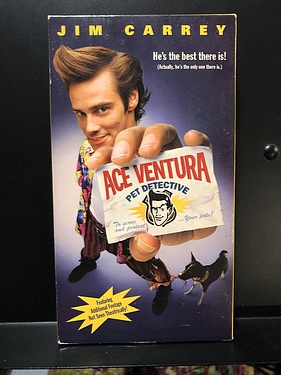 JIM CARREY
He's the best there is!
(Actually, he's the only one there is.)
ACE VENTURA
PET DETECTIVE
To serve
and protect
...Your pets!
Featuring
Additional Footage
Not Seen Theatrically!